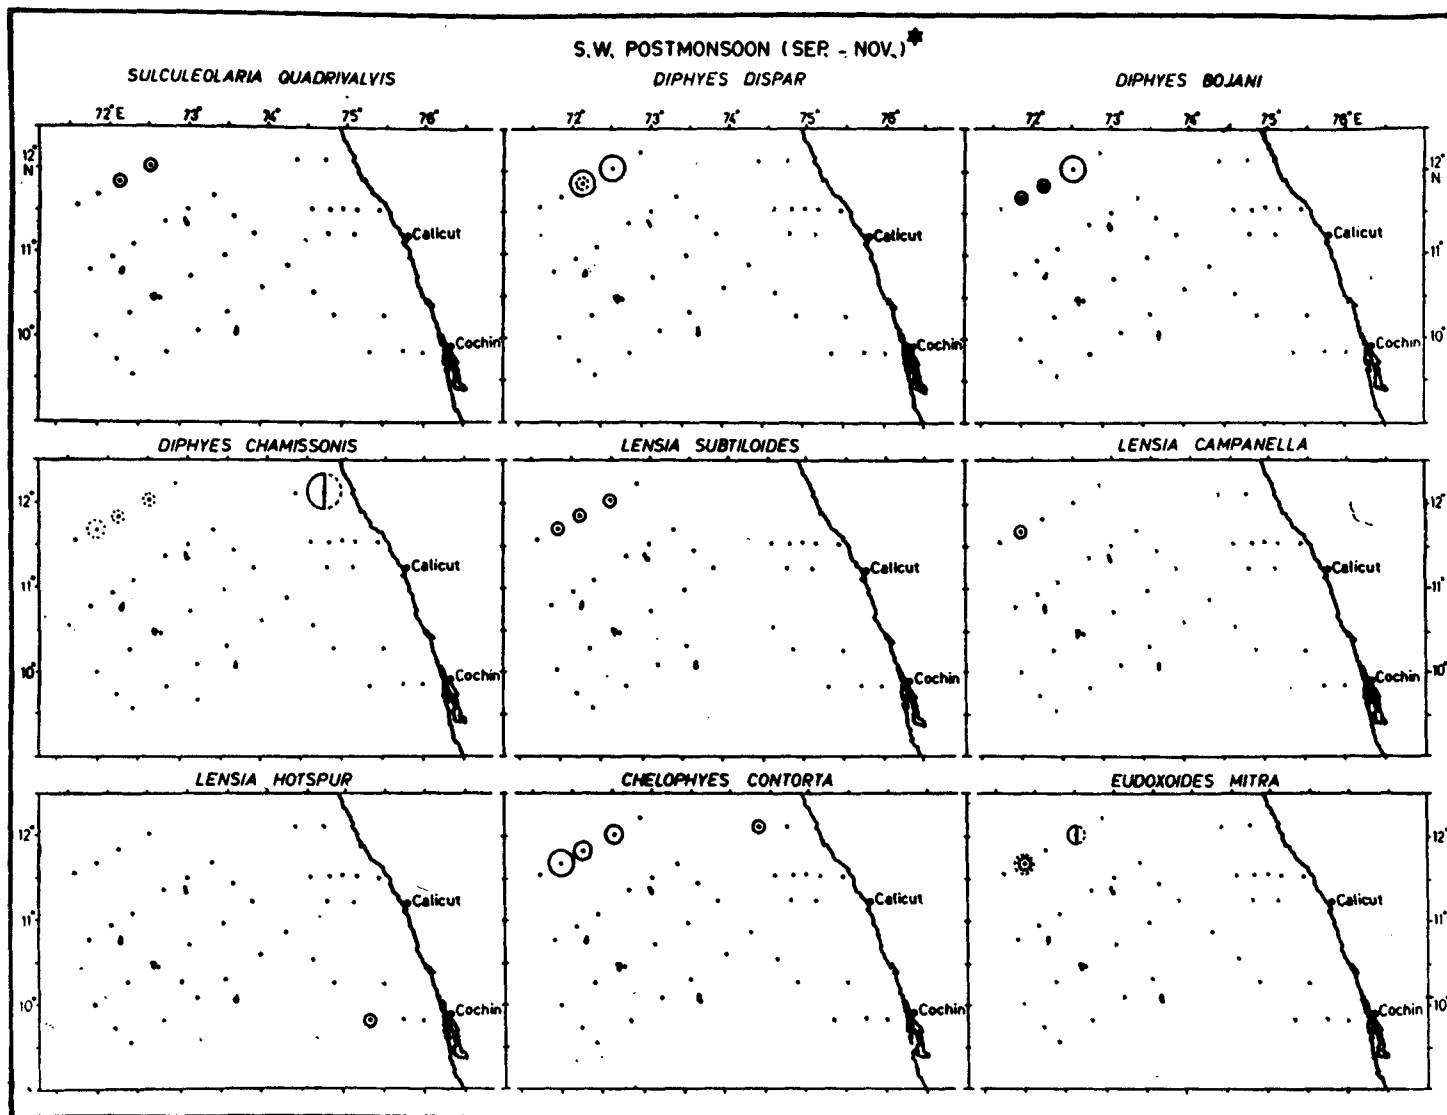 S.W. POSTMONSOON (SEP. - NOV.)*
SULCULEOLARIA QUADRIVALVIS DIPHYES DISPAR DIPHYES BOJANI
72°E 73° 74° 75° 76° 72° 73 74 75° 76° 72° 73° 74° 75° 76°E
12°
N
11°
10°
Calicut
Cochin
Calicut
Cochin
Calicut
Cochin
12°
N
11°
10°
DIPHYES CHAMISSONIS LENSIA SUBTILOIDES LENSIA CAMPANELLA
12°
11°
10°
Calicut
Cochin
Calicut
Cochin
Calicut
Cochin
12°
11°
10°
LENSIA HOTSPUR CHELOPHYES CONTORTA EUDOXOIDES MITRA
12°
11°
10°
Calicut
Cochin
Calicut
Cochin
Calicut
Cochin
12°
11°
10°